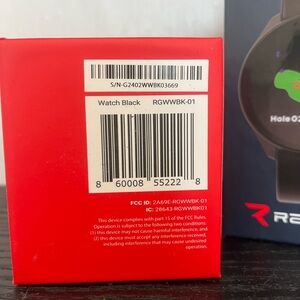 S/N-G2402WWBK03669
Watch Black RGWWBK-01
8 60008 55222 8
FCC ID: 2A69E-RGWWBK-01
IC: 28643-RGWWBK01
This device complies with part 15 of the FCC Rules.
Operation is subject to the following two conditions:
(1) this device may not cause harmful interference, and
(2) this device must accept any interference received,
including interference that may cause undesired
operation.
Hole 02